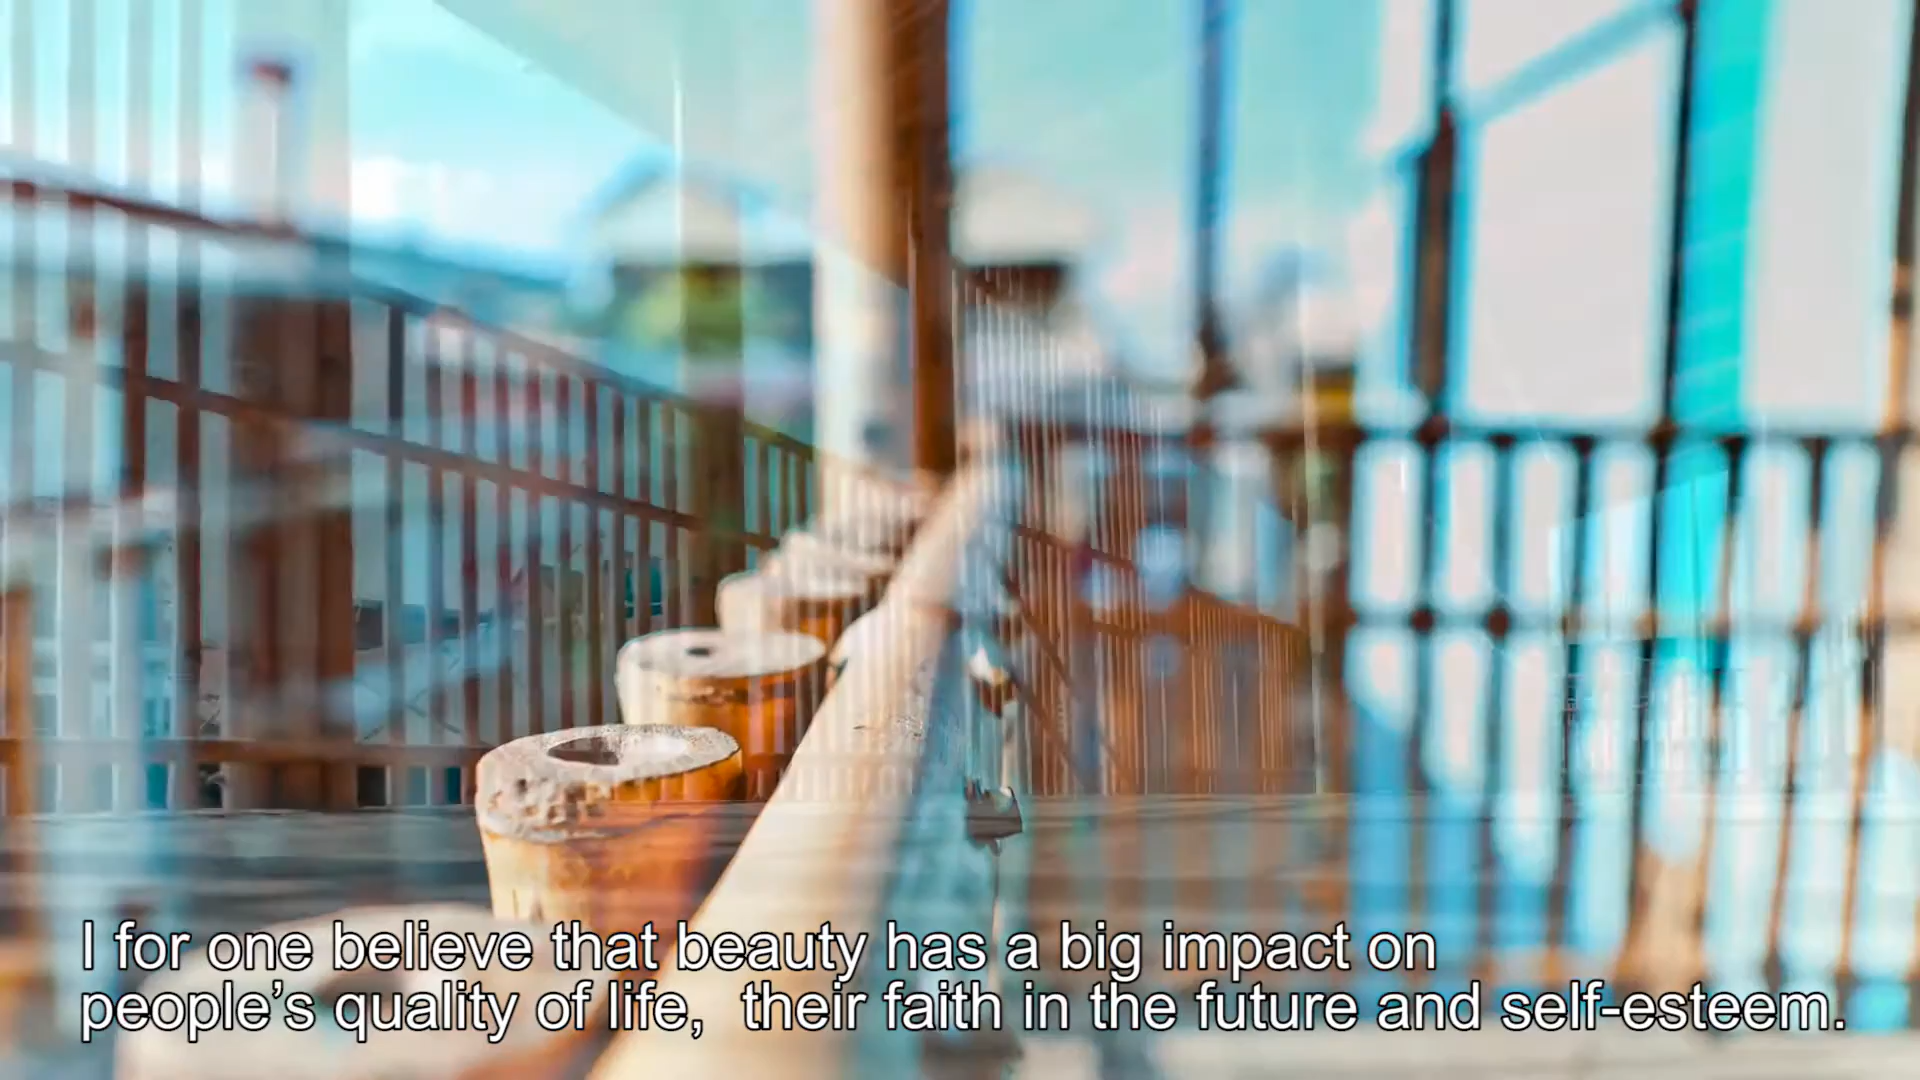 I for one believe that beauty has a big impact on
people’s quality of life,  their faith in the future and self-esteem.